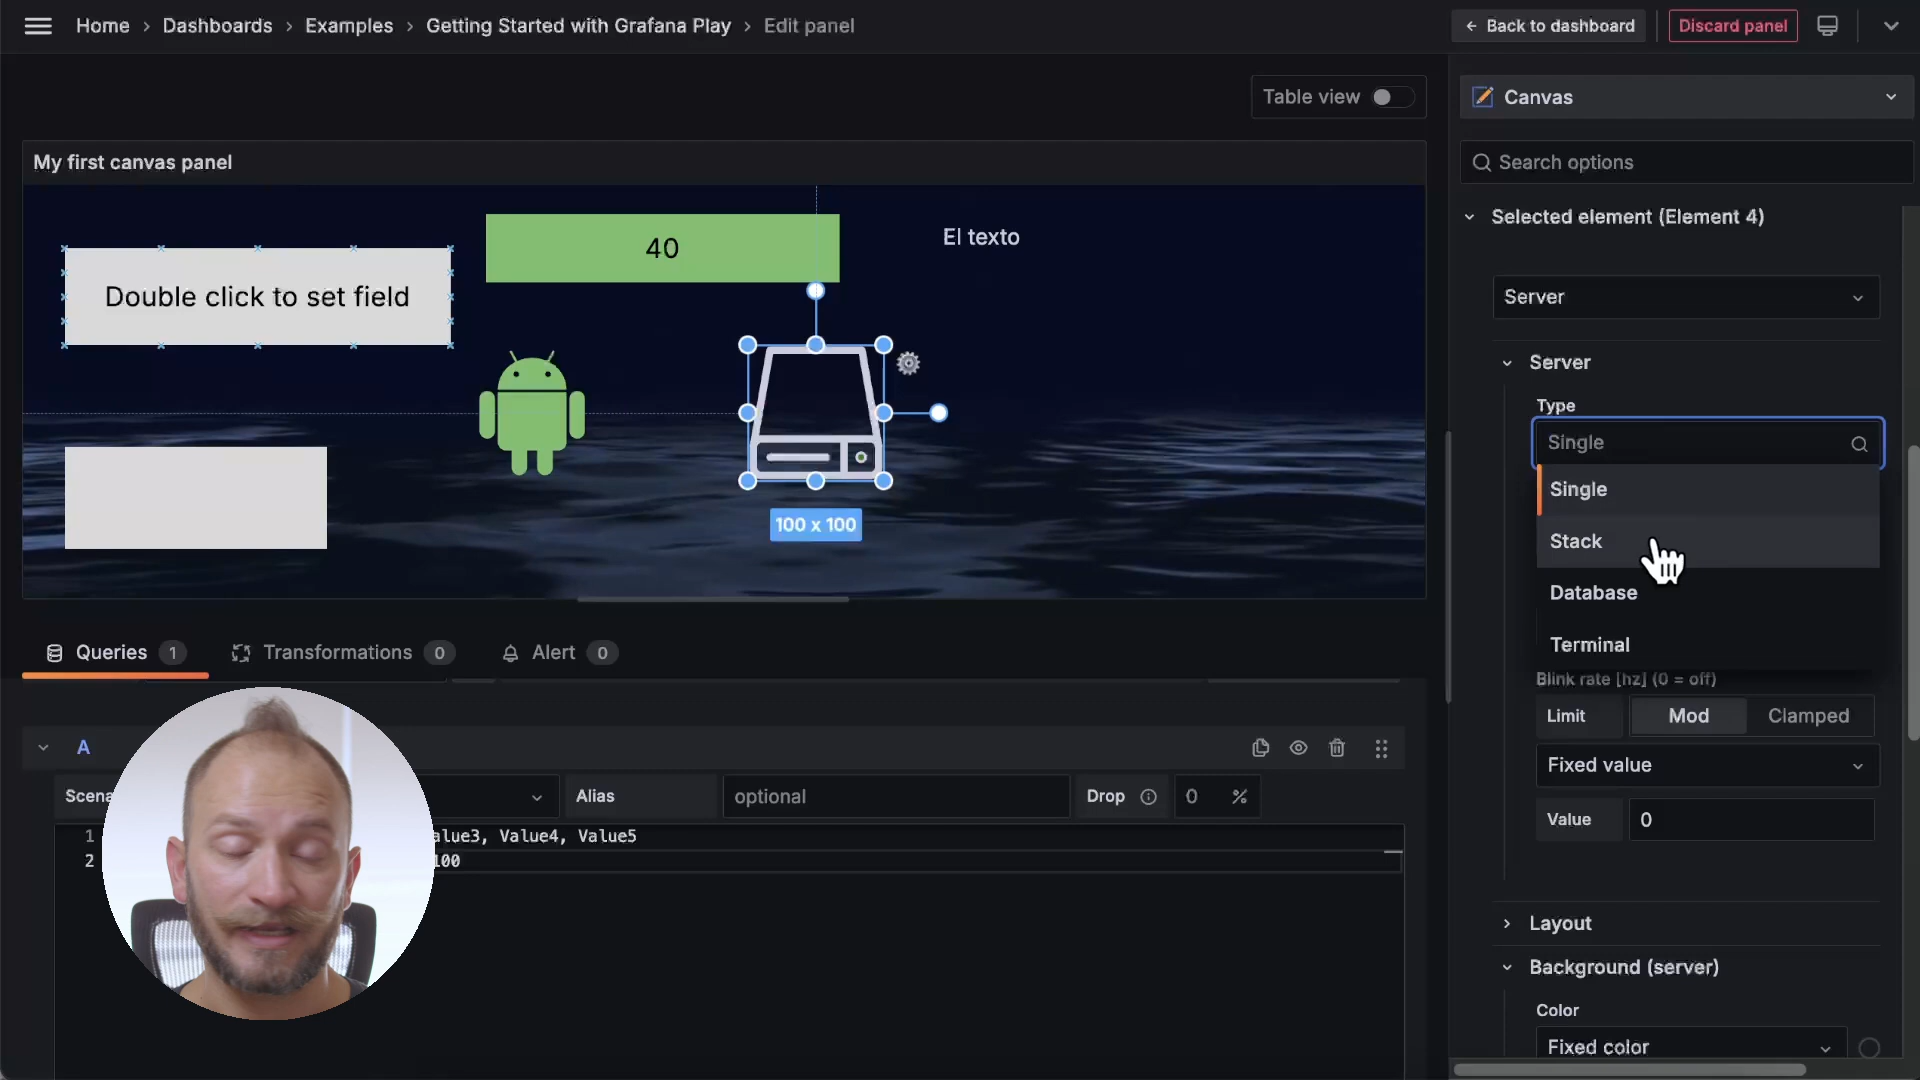 Home › Dashboards › Examples › Getting Started with Grafana Play › Edit panel
← Back to dashboard
Discard panel
Table view
Canvas
Search options
My first canvas panel
Selected element (Element 4)
40
El texto
Double click to set field
Server
Server
Type
Single
Single
Stack
100 x 100
Database
Terminal
Queries 1
Transformations 0
Alert 0
Blink rate [hz] (0 = off)
Limit Mod Clamped
A
Fixed value
Scena
Alias optional
Drop 0 %
Value 0
1 alue3, Value4, Value5
2 100
Layout
Background (server)
Color
Fixed color